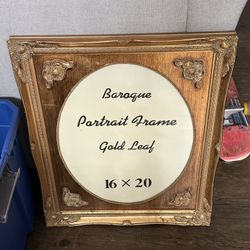 Baroque
Portrait Frame
Gold Leaf
16 × 20